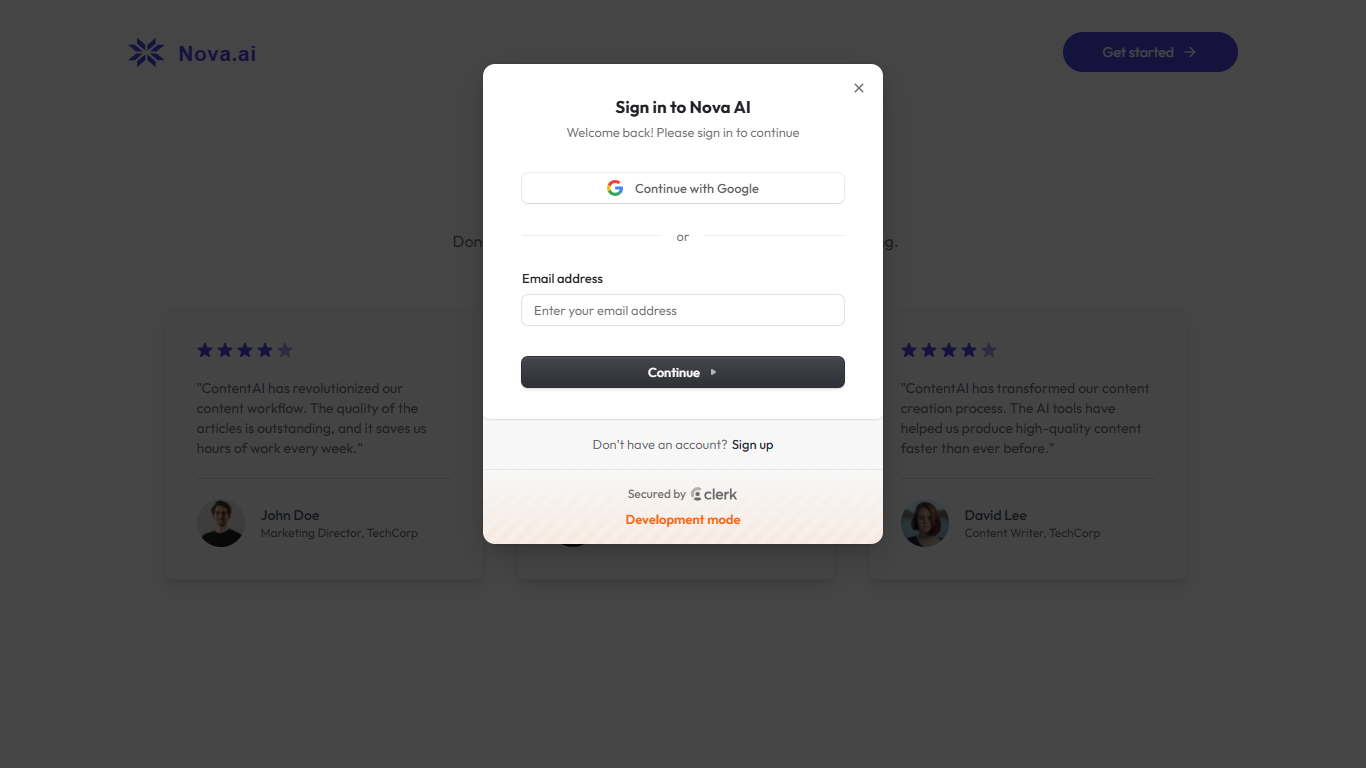 Nova.ai
Get started
Sign in to Nova AI
Welcome back! Please sign in to continue
Continue with Google
or
Don
g.
Email address
Enter your email address
Continue
Don't have an account? Sign up
Secured by clerk
Development mode
"ContentAI has revolutionized our
content workflow. The quality of the
articles is outstanding, and it saves us
hours of work every week."
John Doe
Marketing Director, TechCorp
"ContentAI has transformed our content
creation process. The AI tools have
helped us produce high-quality content
faster than ever before."
David Lee
Content Writer, TechCorp